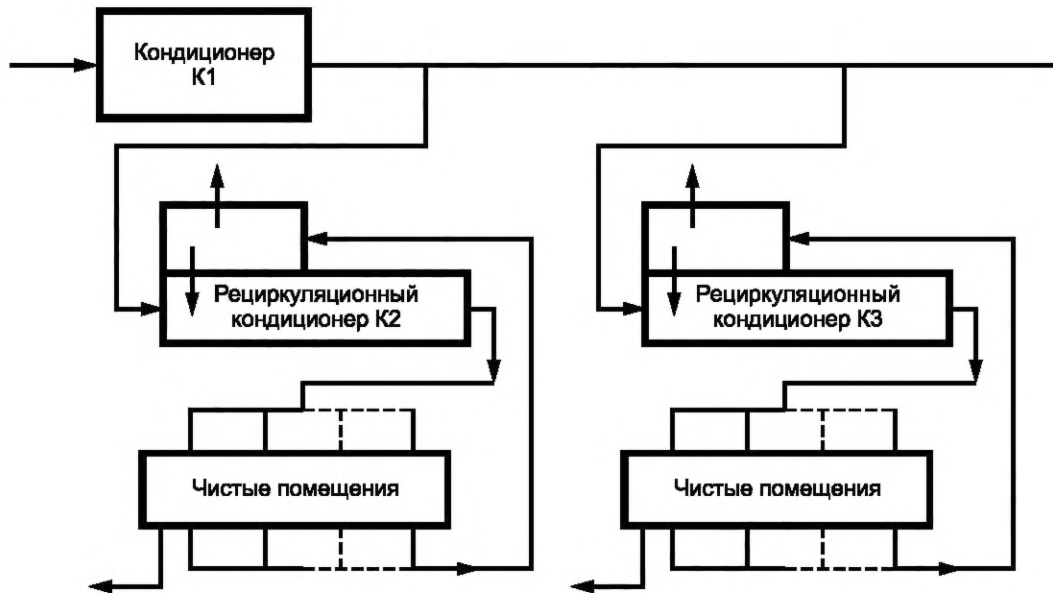 Кондиционер
К1
Рециркуляционный
кондиционер К2
Рециркуляционный
кондиционер К3
Чистые помещения
Чистые помещения